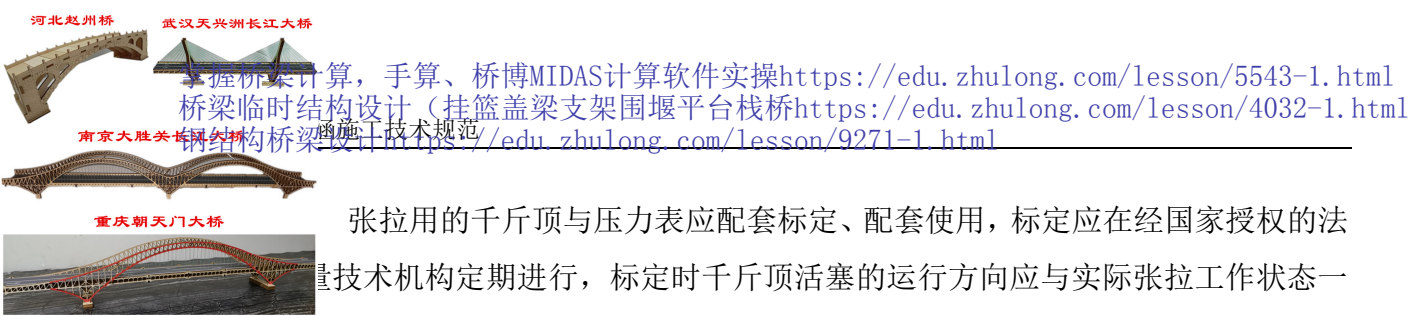 河北赵州桥
武汉天兴洲长江大桥
掌握桥梁计算，手算、桥博MIDAS计算软件实操https://edu.zhulong.com/lesson/5543-1.html
桥梁临时结构设计（挂篮盖梁支架围堰平台栈桥https://edu.zhulong.com/lesson/4032-1.html
南京大胜关长江大桥
钢结构桥梁设计https://edu.zhulong.com/lesson/9271-1.html
涵施工技术规范
张拉用的千斤顶与压力表应配套标定、配套使用，标定应在经国家授权的法
量技术机构定期进行，标定时千斤顶活塞的运行方向应与实际张拉工作状态一
重庆朝天门大桥